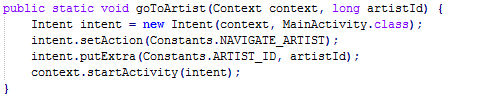 public static void goToArtist(Context context, long artistId) {
    Intent intent = new Intent(context, MainActivity.class);
    intent.setAction(Constants.NAVIGATE_ARTIST);
    intent.putExtra(Constants.ARTIST_ID, artistId);
    context.startActivity(intent);
}